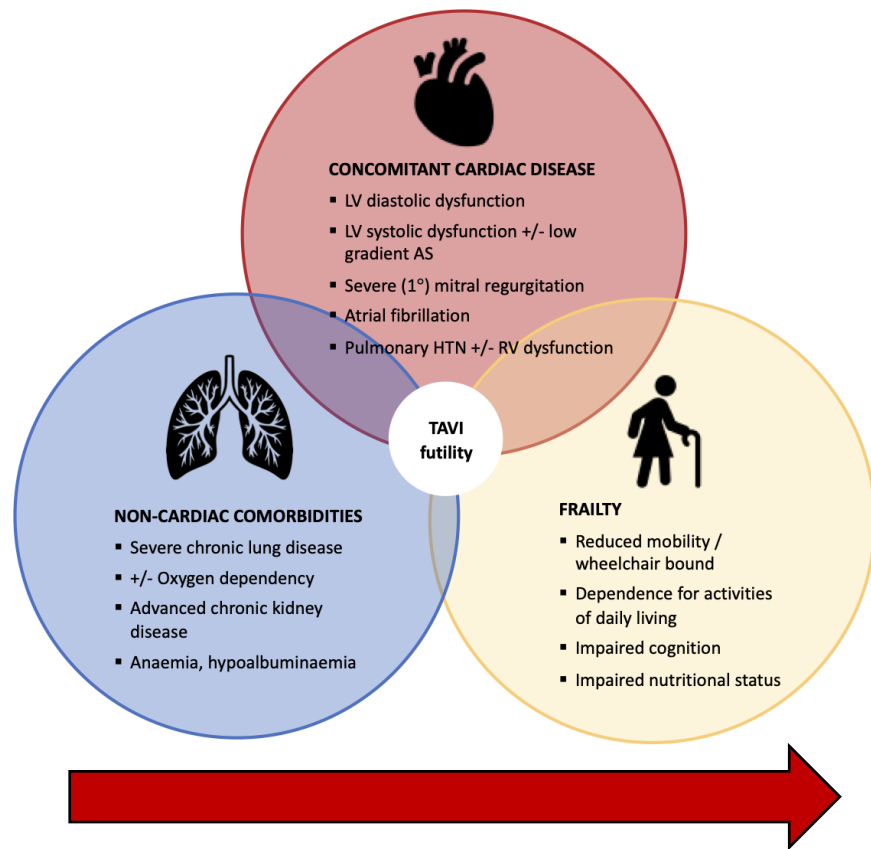 CONCOMITANT CARDIAC DISEASE
▪ LV diastolic dysfunction
▪ LV systolic dysfunction +/- low
gradient AS
▪ Severe (1°) mitral regurgitation
▪ Atrial fibrillation
▪ Pulmonary HTN +/- RV dysfunction
TAVI
futility
NON-CARDIAC COMORBIDITIES
▪ Severe chronic lung disease
▪ +/- Oxygen dependency
▪ Advanced chronic kidney
disease
▪ Anaemia, hypoalbuminaemia
FRAILTY
▪ Reduced mobility /
wheelchair bound
▪ Dependence for activities
of daily living
▪ Impaired cognition
▪ Impaired nutritional status